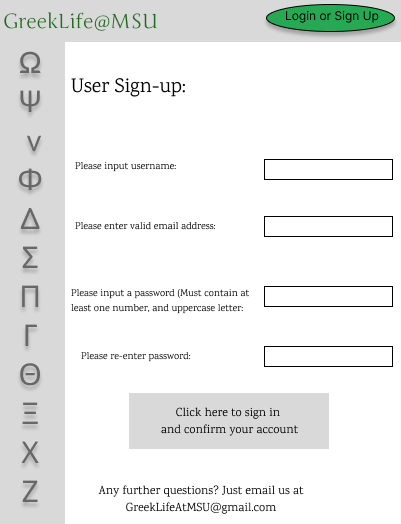 GreekLife@MSU
Login or Sign Up
Ω
Ψ
ν
Φ
Δ
Σ
Π
Γ
Θ
Ξ
Χ
Ζ
User Sign-up:
Please input username:
Please enter valid email address:
Please input a password (Must contain at
least one number, and uppercase letter:
Please re-enter password:
Click here to sign in
and confirm your account
Any further questions? Just email us at
GreekLifeAtMSU@gmail.com